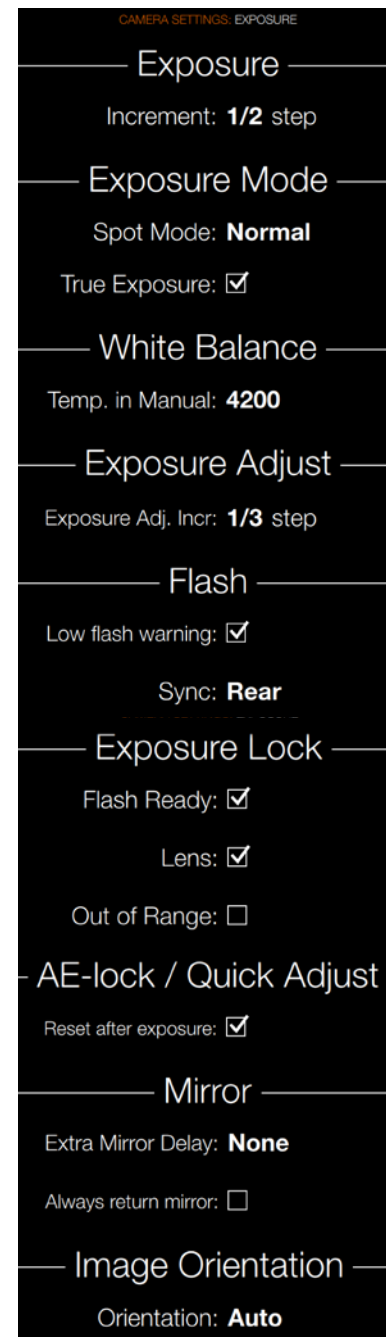 CAMERA SETTINGS: EXPOSURE
Exposure
Increment: 1/2 step
Exposure Mode
Spot Mode: Normal
True Exposure:
White Balance
Temp. in Manual: 4200
Exposure Adjust
Exposure Adj. Incr: 1/3 step
Flash
Low flash warning:
Sync: Rear
Exposure Lock
Flash Ready:
Lens:
Out of Range:
AE-lock / Quick Adjust
Reset after exposure:
Mirror
Extra Mirror Delay: None
Always return mirror:
Image Orientation
Orientation: Auto